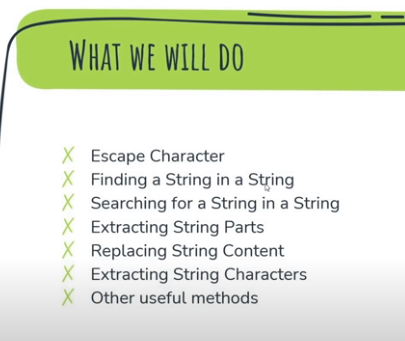 WHAT WE WILL DO
Escape Character
Finding a String in a String
Searching for a String in a String
Extracting String Parts
Replacing String Content
Extracting String Characters
Other useful methods